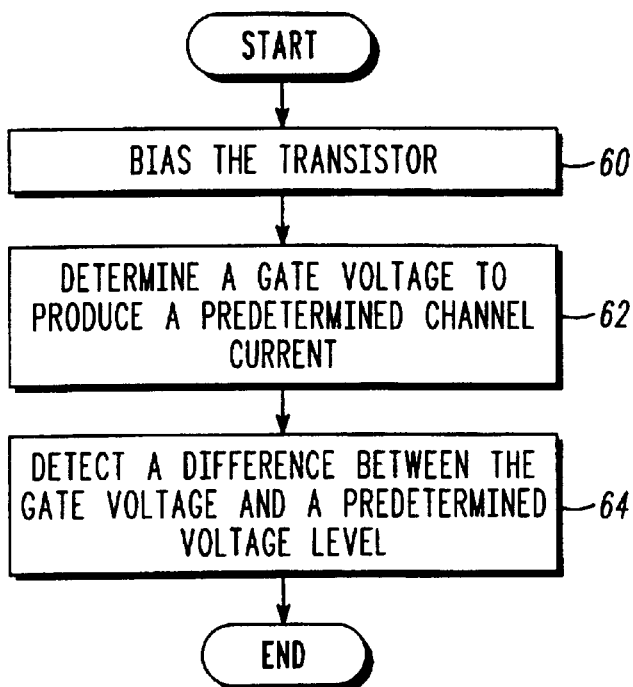 START
BIAS THE TRANSISTOR
60
DETERMINE A GATE VOLTAGE TO
PRODUCE A PREDETERMINED CHANNEL
CURRENT
62
DETECT A DIFFERENCE BETWEEN THE
GATE VOLTAGE AND A PREDETERMINED
VOLTAGE LEVEL
64
END